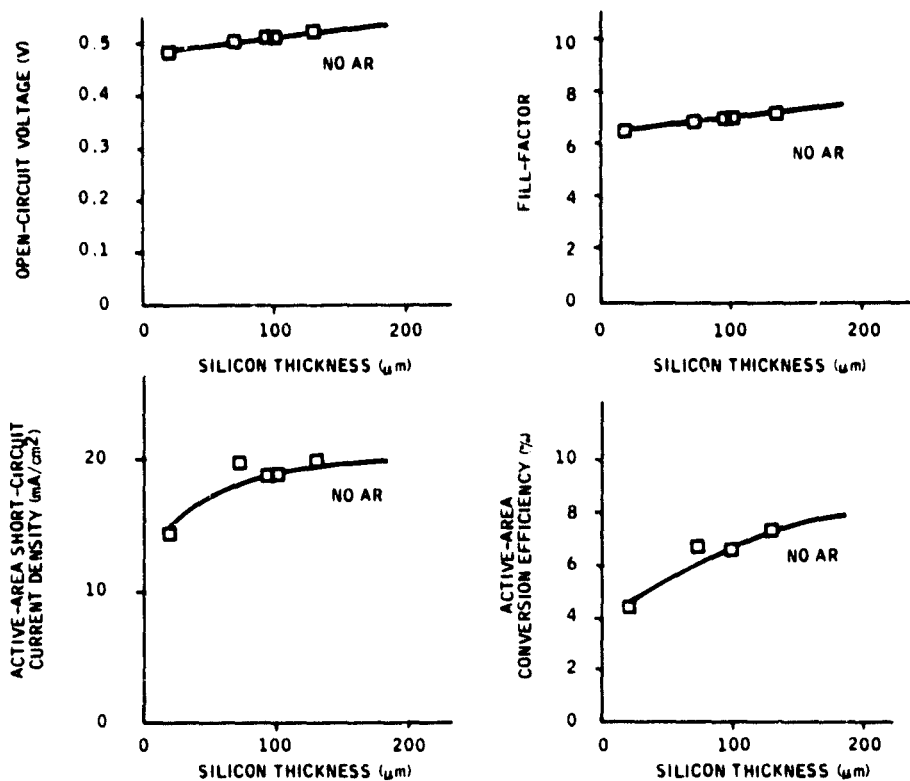 OPEN-CIRCUIT VOLTAGE (V)
0.5
0.4
0.3
0.2
0.1
0
NO AR
0 100 200
SILICON THICKNESS (μm)
FILL-FACTOR
10
8
6
4
2
0
NO AR
0 100 200
SILICON THICKNESS (μm)
ACTIVE-AREA SHORT-CIRCUIT
CURRENT DENSITY (mA/cm²)
20
10
0
NO AR
0 100 200
SILICON THICKNESS (μm)
ACTIVE-AREA
CONVERSION EFFICIENCY (%)
10
8
6
4
2
0
NO AR
0 100 200
SILICON THICKNESS (μm)